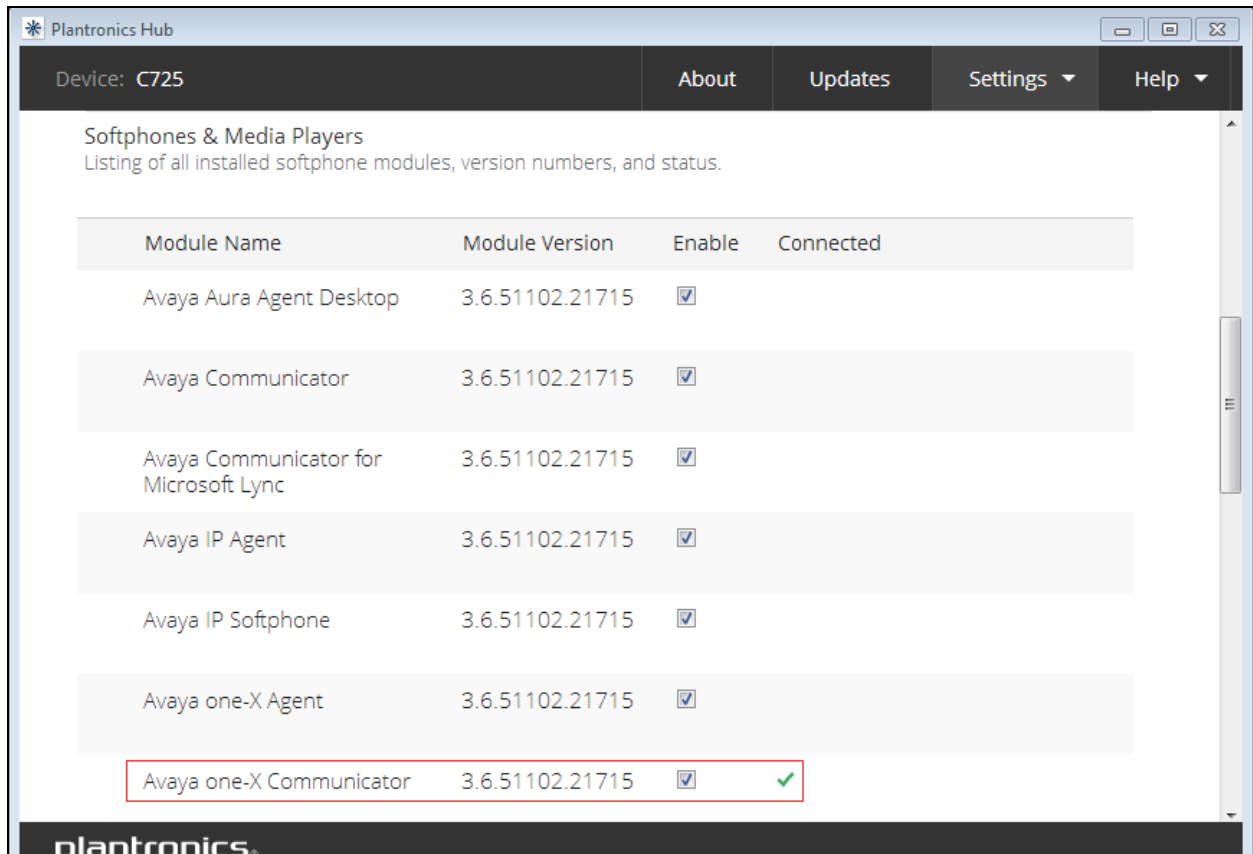 Plantronics Hub
Device: C725 About Updates Settings Help
Softphones & Media Players
Listing of all installed softphone modules, version numbers, and status.
Module Name Module Version Enable Connected
Avaya Aura Agent Desktop 3.6.51102.21715
Avaya Communicator 3.6.51102.21715
Avaya Communicator for 3.6.51102.21715
Microsoft Lync
Avaya IP Agent 3.6.51102.21715
Avaya IP Softphone 3.6.51102.21715
Avaya one-X Agent 3.6.51102.21715
Avaya one-X Communicator 3.6.51102.21715
plantronics®